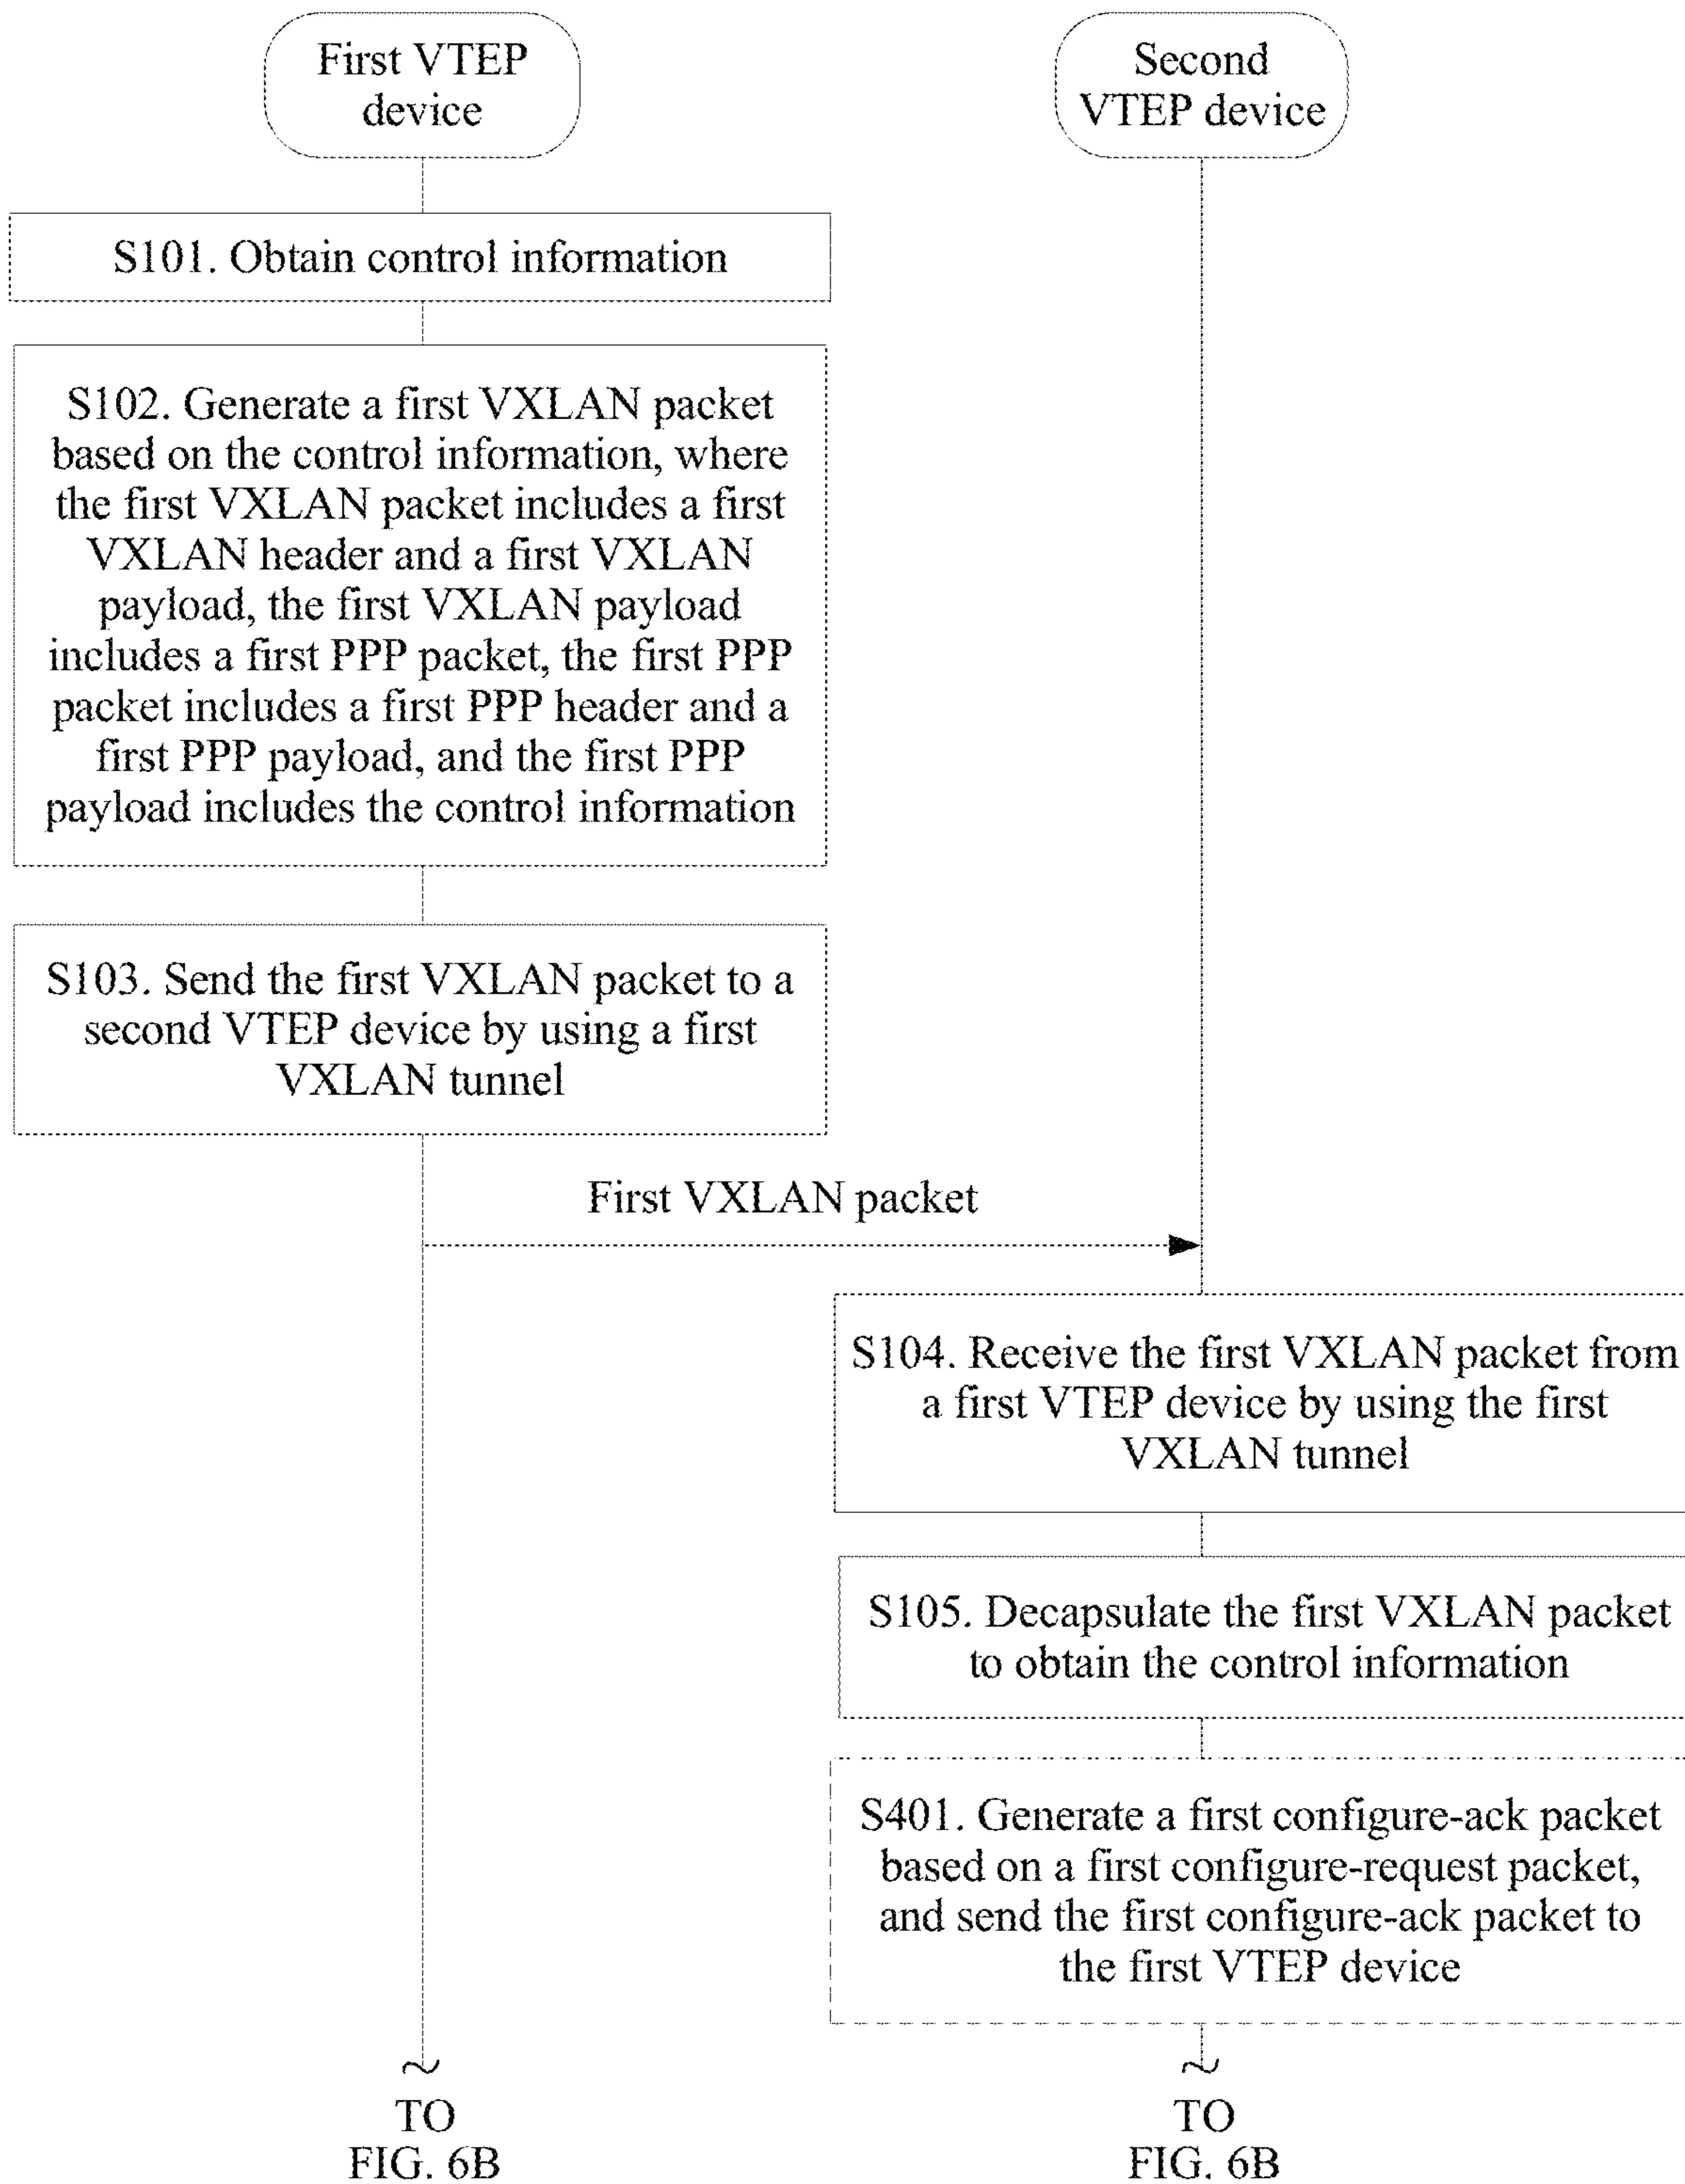 First VTEP
device
Second
VTEP device
S101. Obtain control information
S102. Generate a first VXLAN packet
based on the control information, where
the first VXLAN packet includes a first
VXLAN header and a first VXLAN
payload, the first VXLAN payload
includes a first PPP packet, the first PPP
packet includes a first PPP header and a
first PPP payload, and the first PPP
payload includes the control information
S103. Send the first VXLAN packet to a
second VTEP device by using a first
VXLAN tunnel
First VXLAN packet
S104. Receive the first VXLAN packet from
a first VTEP device by using the first
VXLAN tunnel
S105. Decapsulate the first VXLAN packet
to obtain the control information
S401. Generate a first configure-ack packet
based on a first configure-request packet,
and send the first configure-ack packet to
the first VTEP device
~
TO
FIG. 6B
~
TO
FIG. 6B